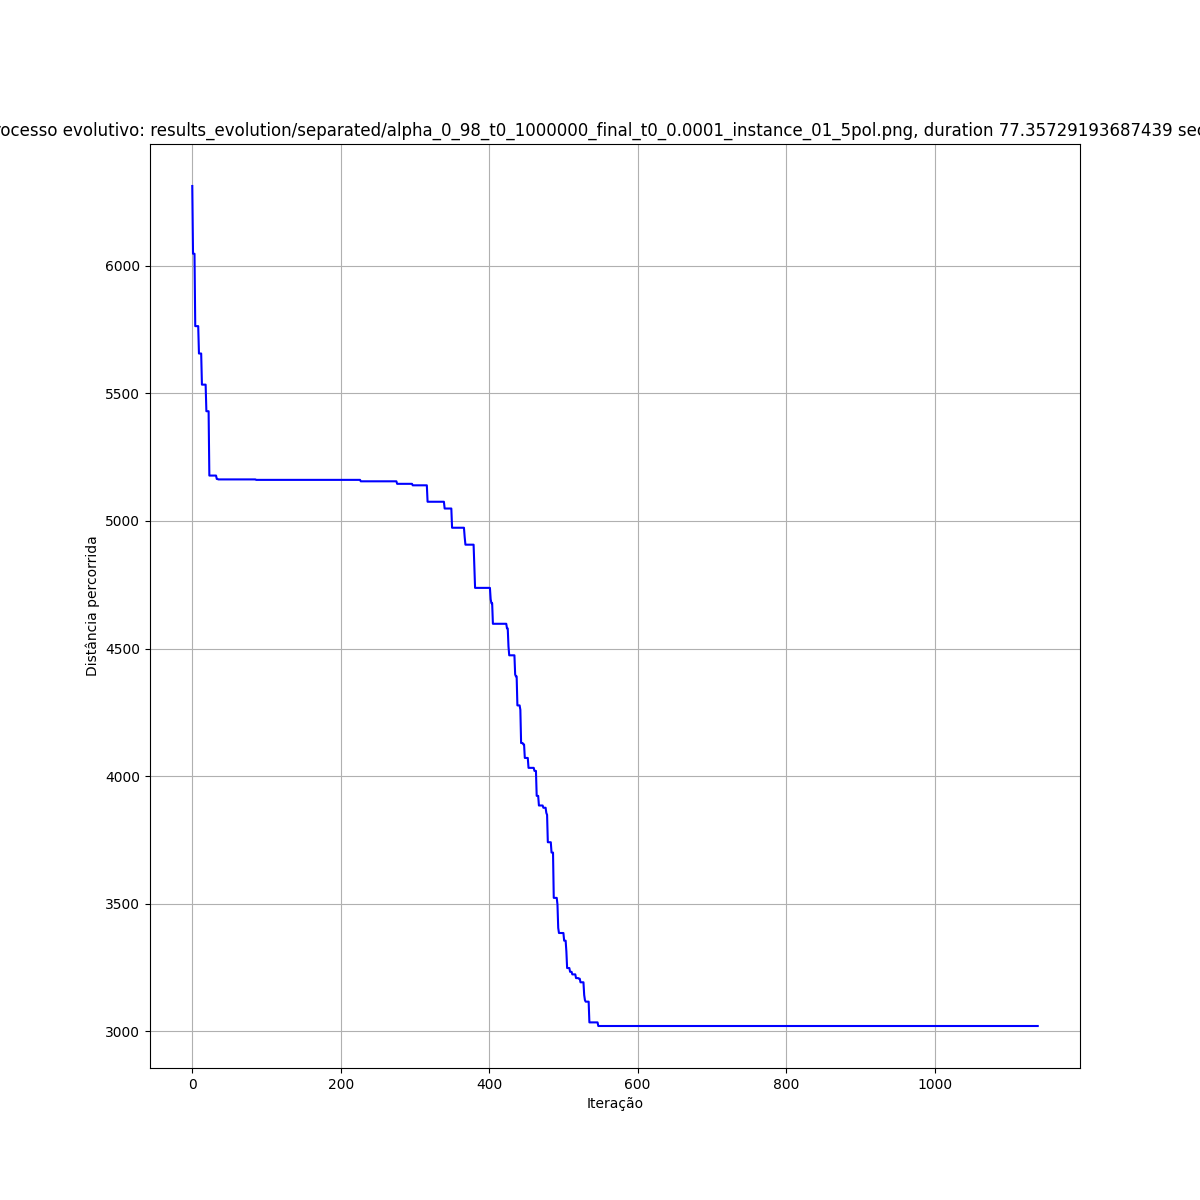 ocesso evolutivo: results_evolution/separated/alpha_0_98_t0_1000000_final_t0_0.0001_instance_01_5pol.png, duration 77.35729193687439 sec
6000
5500
5000
4500
4000
3500
3000
Distância percorrida
0 200 400 600 800 1000
Iteração